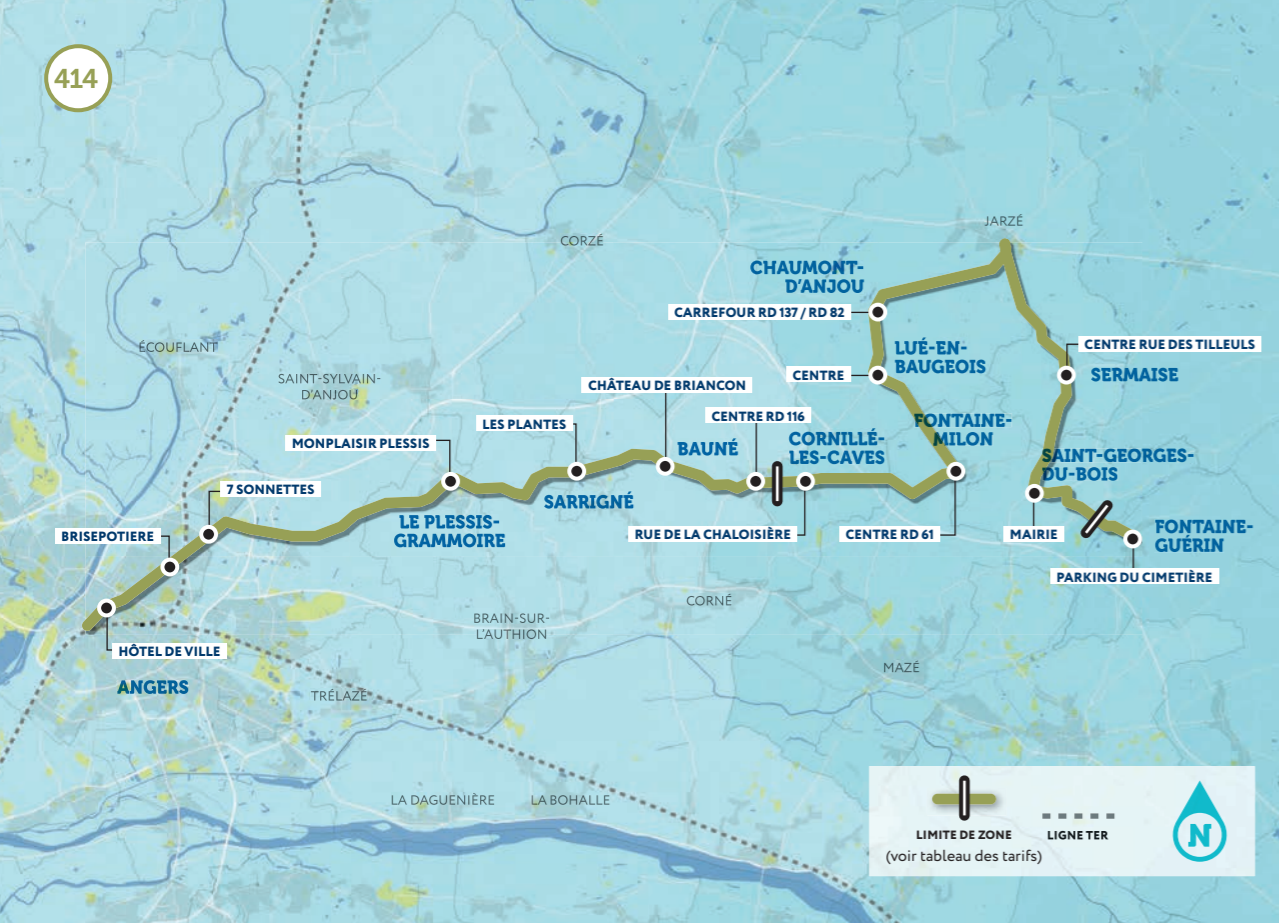 414
JARZÉ
CORZÉ
CHAUMONT-
D'ANJOU
CARREFOUR RD 137 / RD 82
ÉCOUFLANT
CENTRE RUE DES TILLEULS
LUÉ-EN-
BAUGEOIS
SAINT-SYLVAIN-
D'ANJOU
CENTRE
SERMAISE
CHÂTEAU DE BRIANCON
CENTRE RD 116
LES PLANTES
FONTAINE-
MILON
MONPLAISIR PLESSIS
BAUNÉ
CORNILLÉ-
LES-CAVES
SAINT-GEORGES-
DU-BOIS
7 SONNETTES
SARRIGNÉ
LE PLESSIS-
GRAMMOIRE
BRISEPOTIERE
RUE DE LA CHALOISIÈRE
CENTRE RD 61
MAIRIE
FONTAINE-
GUÉRIN
PARKING DU CIMETIÈRE
CORNÉ
BRAIN-SUR-
L'AUTHION
HÔTEL DE VILLE
MAZÉ
ANGERS
TRÉLAZÉ
LA DAGUENIÈRE
LA BOHALLE
LIMITE DE ZONE
(voir tableau des tarifs)
LIGNE TER
N